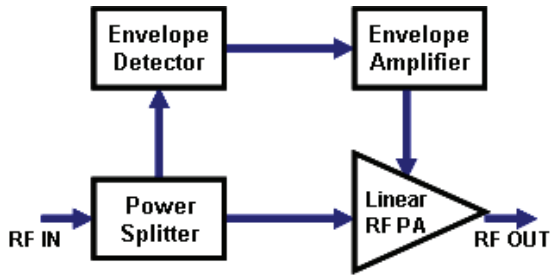 Envelope
Detector
Envelope
Amplifier
RF IN
Power
Splitter
Linear
RF PA
RF OUT